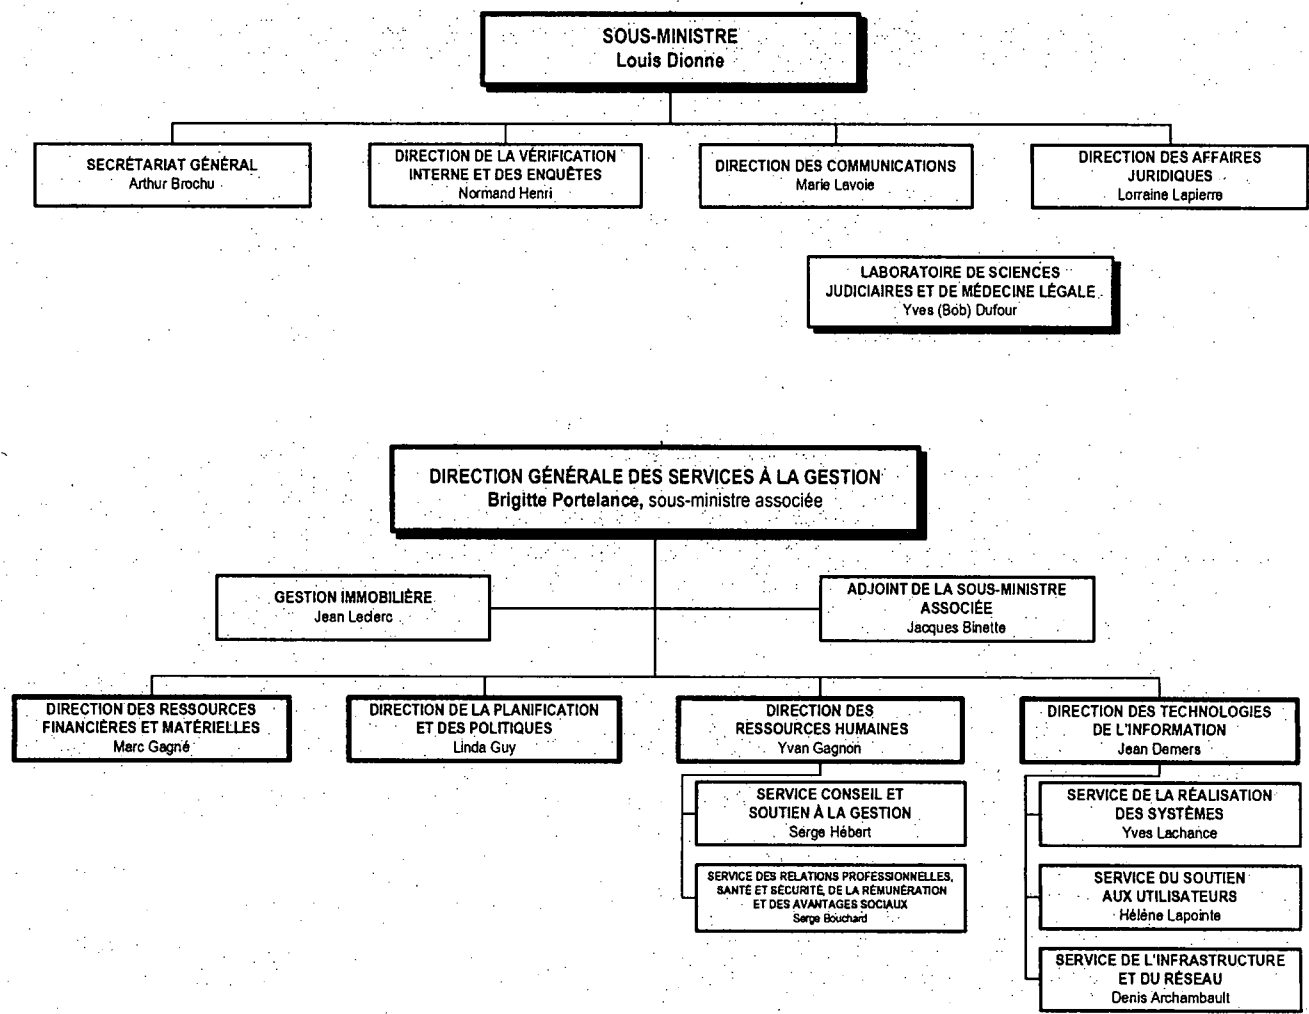 SOUS-MINISTRE
Louis Dionne
SECRÉTARIAT GÉNÉRAL
Arthur Brochu
DIRECTION DE LA VÉRIFICATION
INTERNE ET DES ENQUÊTES
Normand Henri
DIRECTION DES COMMUNICATIONS
Marie Lavoie
DIRECTION DES AFFAIRES
JURIDIQUES
Lorraine Lapierre
LABORATOIRE DE SCIENCES
JUDICIAIRES ET DE MÉDECINE LÉGALE
Yves (Bob) Dufour
DIRECTION GÉNÉRALE DES SERVICES À LA GESTION
Brigitte Portelance, sous-ministre associée
GESTION IMMOBILIÈRE
Jean Leclerc
ADJOINT DE LA SOUS-MINISTRE
ASSOCIÉE
Jacques Binette
DIRECTION DES RESSOURCES
FINANCIÈRES ET MATÉRIELLES
Marc Gagné
DIRECTION DE LA PLANIFICATION
ET DES POLITIQUES
Linda Guy
DIRECTION DES
RESSOURCES HUMAINES
Yvan Gagnon
SERVICE CONSEIL ET
SOUTIEN À LA GESTION
Serge Hébert
SERVICE DES RELATIONS PROFESSIONNELLES,
SANTÉ ET SÉCURITÉ, DE LA RÉMUNÉRATION
ET DES AVANTAGES SOCIAUX
Serge Bouchard
DIRECTION DES TECHNOLOGIES
DE L'INFORMATION
Jean Demers
SERVICE DE LA RÉALISATION
DES SYSTÈMES
Yves Lachance
SERVICE DU SOUTIEN
AUX UTILISATEURS
Hélène Lapointe
SERVICE DE L'INFRASTRUCTURE
ET DU RÉSEAU
Denis Archambault